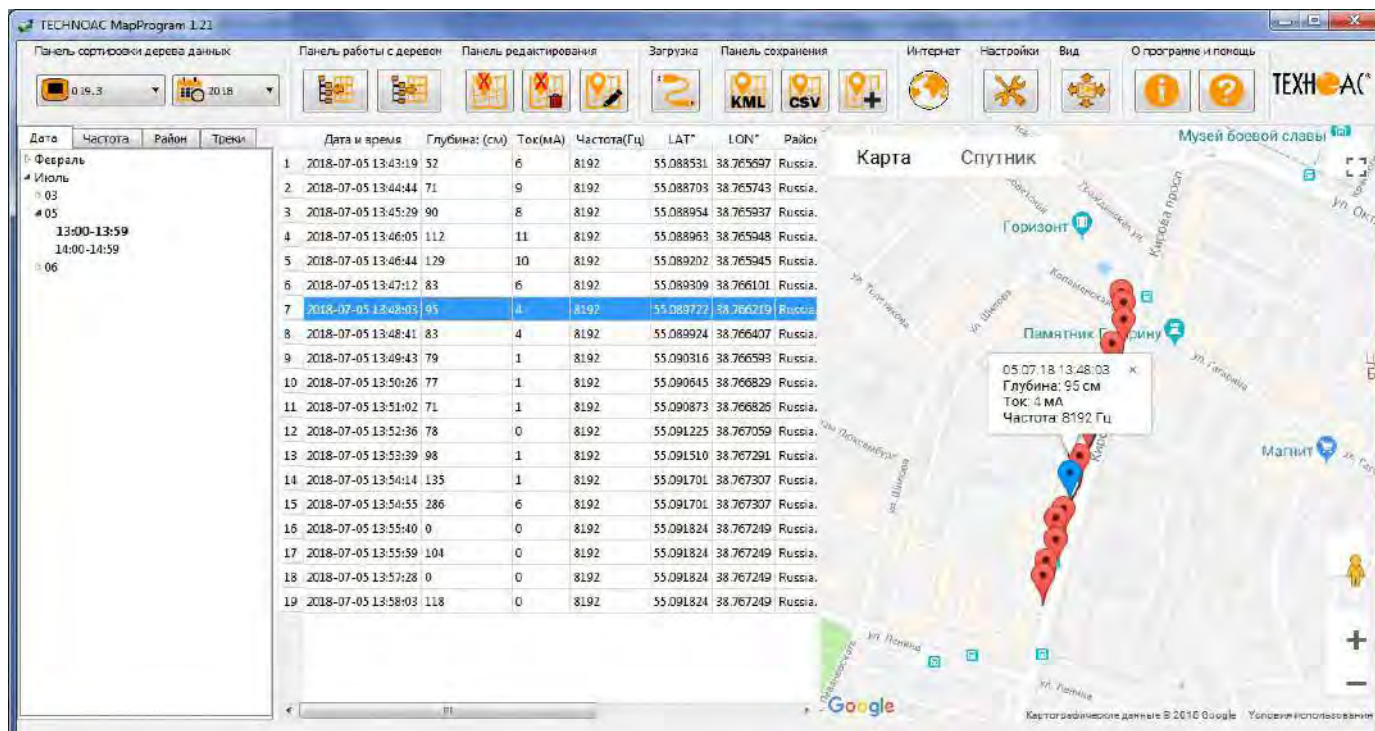 TECHNOAC MapProgram 1.21
Панель сортировки дерева данных
Панель работы с деревом
Панель редактирования
Загрузка
Панель сохранения
Интернет
Настройки
Вид
О программе и помощь
019.3
2018
KML
CSV
ТЕХНОАС
Дата Частота Район Треки
Февраль
Июль
03
05
13:00-13:59
14:00-14:59
06
Дата и время Глубина: (см) Ток(мА) Частота(Гц) LAT° LON° Район
1 2018-07-05 13:43:19 52 6 8192 55.088531 38.765697 Russia.
2 2018-07-05 13:44:44 71 9 8192 55.088703 38.765743 Russia.
3 2018-07-05 13:45:29 90 8 8192 55.088954 38.765937 Russia.
4 2018-07-05 13:46:05 112 11 8192 55.088963 38.765948 Russia.
5 2018-07-05 13:46:44 129 10 8192 55.089202 38.765945 Russia.
6 2018-07-05 13:47:12 83 6 8192 55.089309 38.766101 Russia.
7 2018-07-05 13:48:03 95 4 8192 55.089722 38.766219 Russia.
8 2018-07-05 13:48:41 83 4 8192 55.089924 38.766407 Russia.
9 2018-07-05 13:49:43 79 1 8192 55.090316 38.766593 Russia.
10 2018-07-05 13:50:26 77 1 8192 55.090645 38.766829 Russia.
11 2018-07-05 13:51:02 71 1 8192 55.090873 38.766826 Russia.
12 2018-07-05 13:52:36 78 0 8192 55.091225 38.767059 Russia.
13 2018-07-05 13:53:39 98 1 8192 55.091510 38.767291 Russia.
14 2018-07-05 13:54:14 135 1 8192 55.091701 38.767307 Russia.
15 2018-07-05 13:54:55 286 6 8192 55.091701 38.767307 Russia.
16 2018-07-05 13:55:40 0 0 8192 55.091824 38.767249 Russia.
17 2018-07-05 13:55:59 104 0 8192 55.091824 38.767249 Russia.
18 2018-07-05 13:57:28 0 0 8192 55.091824 38.767249 Russia.
19 2018-07-05 13:58:03 118 0 8192 55.091824 38.767249 Russia.
Карта Спутник
Музей боевой славы
Горизонт
Кирова просп
ул. Шилова
Памятник Гагарину
ул. Гагарина
05.07.18 13:48:03
Глубина: 95 см
Ток: 4 мА
Частота: 8192 Гц
Магнит
ул. Шилова
ул. Ленина
ул. Ленина
Google
Картографические данные © 2018 Google Условия использования